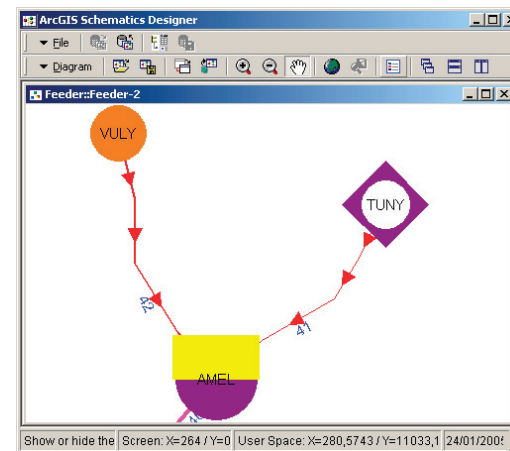 ArcGIS Schematics Designer
File
Diagram
Feeder::Feeder-2
VULY
TUNY
42
41
AMEL
Show or hide the
Screen: X=264 / Y=0
User Space: X=280,5743 / Y=11033,1
24/01/2005